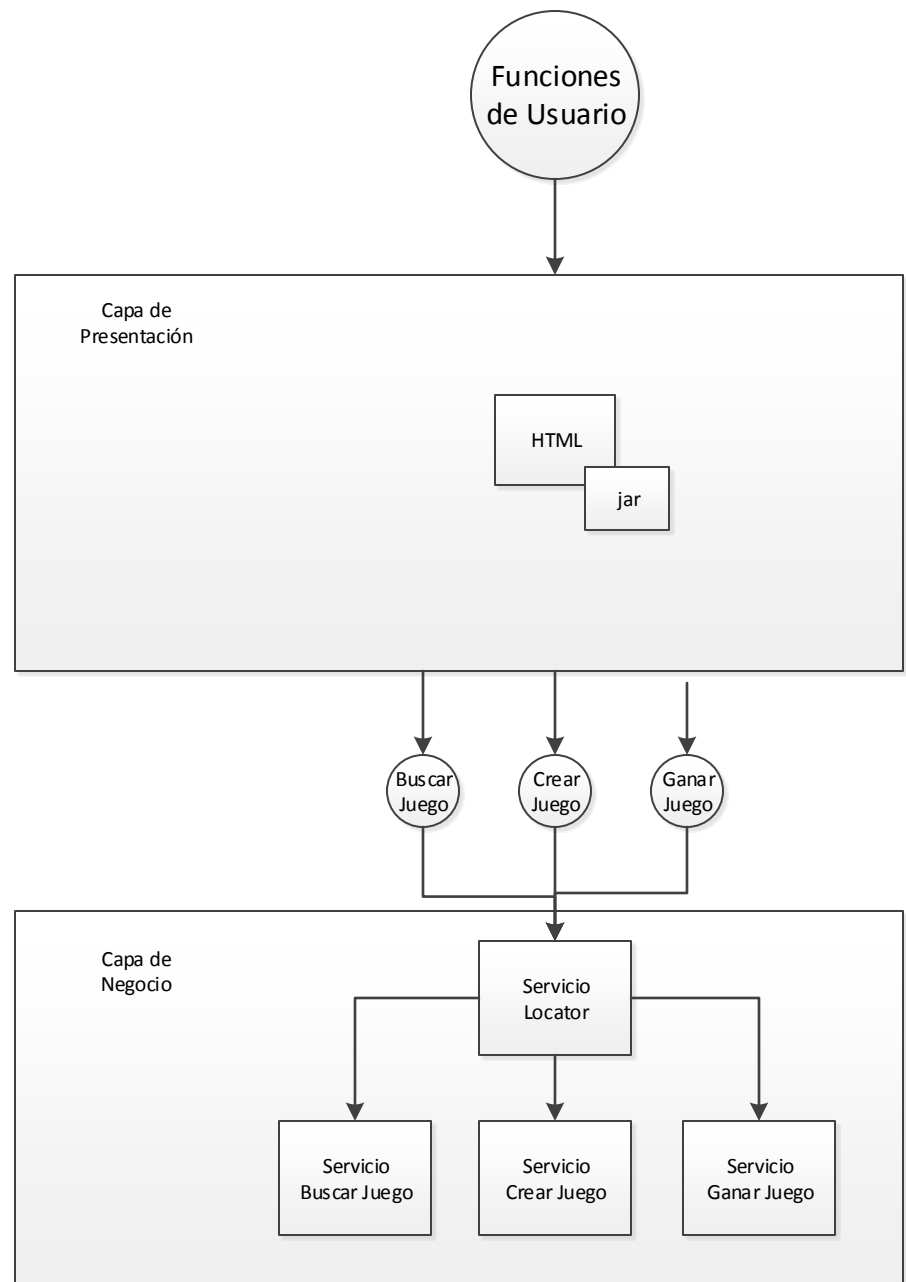 Funciones
de Usuario
Capa de
Presentación
HTML
jar
Buscar
Juego
Crear
Juego
Ganar
Juego
Capa de
Negocio
Servicio
Locator
Servicio
Buscar Juego
Servicio
Crear Juego
Servicio
Ganar Juego